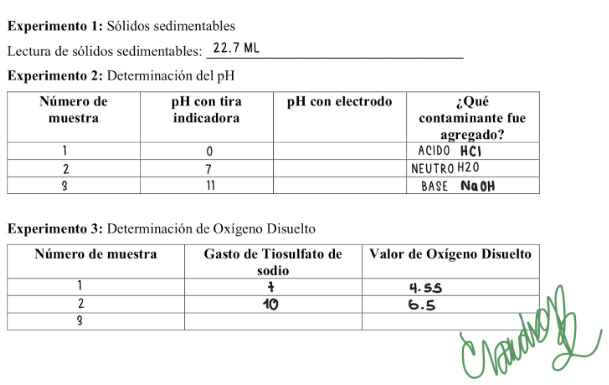 Experimento 1: Sólidos sedimentables
Lectura de sólidos sedimentables: 22.7 ML
Experimento 2: Determinación del pH
Número de muestra pH con tira indicadora pH con electrodo ¿Qué contaminante fue agregado?
1 0 ACIDO HCl
2 7 NEUTRO H2O
3 11 BASE NaOH
Experimento 3: Determinación de Oxígeno Disuelto
Número de muestra Gasto de Tiosulfato de sodio Valor de Oxígeno Disuelto
1 7 4.55
2 10 6.5
3